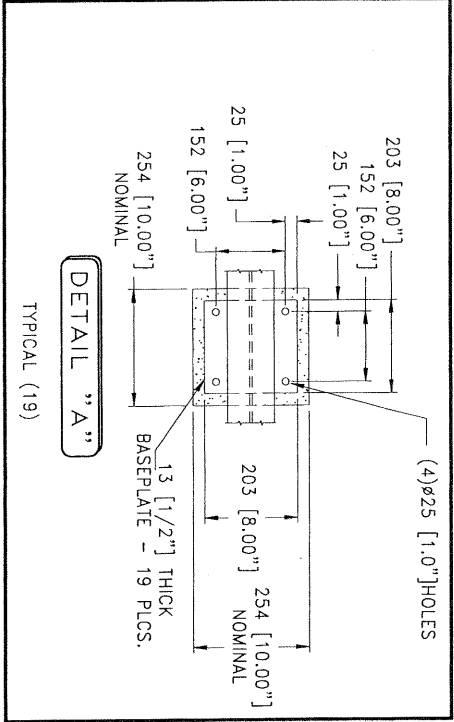 203 [8.00"]
152 [6.00"]
25 [1.00"]
(4)ø25 [1.0"]HOLES
25 [1.00"]
152 [6.00"]
203 [8.00"]
254 [10.00"]
NOMINAL
254 [10.00"]
NOMINAL
13 [1/2"] THICK
BASEPLATE - 19 PLCS.
DETAIL "A"
TYPICAL (19)